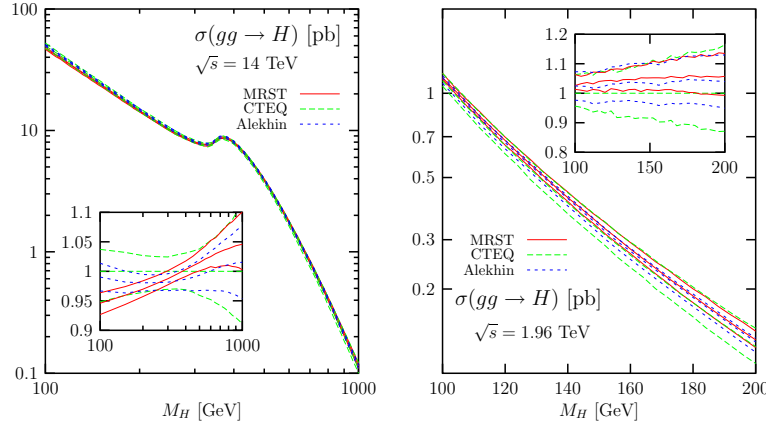 σ(gg → H) [pb]
√s = 14 TeV
MRST
CTEQ
Alekhin
100
10
1
0.1
1.1
1.05
1
0.95
0.9
100
1000
100
1000
M_H [GeV]
1.2
1.1
1
0.9
0.8
100
150
200
1
0.7
0.5
0.3
0.2
MRST
CTEQ
Alekhin
σ(gg → H) [pb]
√s = 1.96 TeV
100
120
140
160
180
200
M_H [GeV]